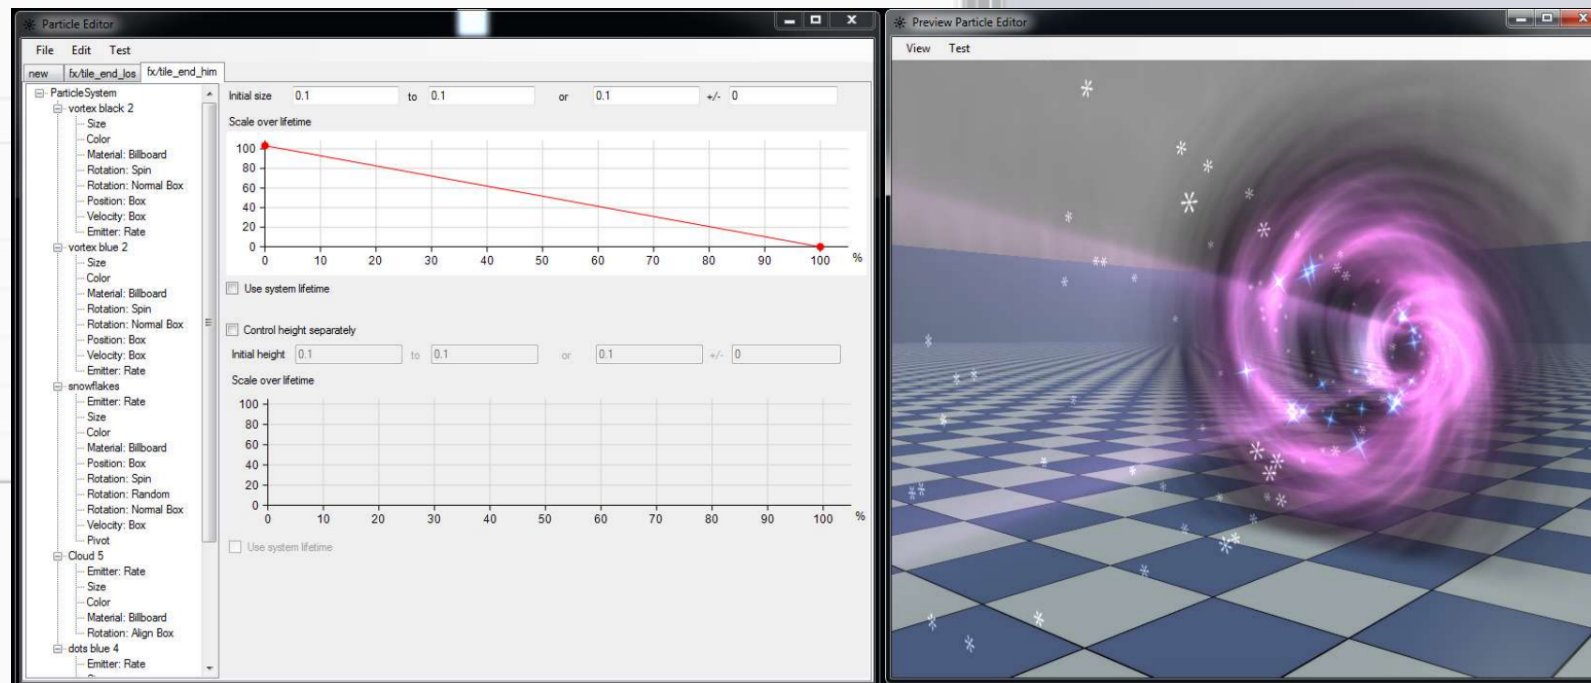 Particle Editor
File Edit Test
new fx/tile_end_los fx/tile_end_him
ParticleSystem
vortex black 2
Size
Color
Material: Billboard
Rotation: Spin
Rotation: Normal Box
Position: Box
Velocity: Box
Emitter: Rate
vortex blue 2
Size
Color
Material: Billboard
Rotation: Spin
Rotation: Normal Box
Position: Box
Velocity: Box
Emitter: Rate
snowflakes
Emitter: Rate
Size
Color
Material: Billboard
Position: Box
Rotation: Spin
Rotation: Random
Rotation: Normal Box
Velocity: Box
Pivot
Cloud 5
Emitter: Rate
Size
Color
Material: Billboard
Rotation: Align Box
dots blue 4
Emitter: Rate
Initial size 0.1 to 0.1 or 0.1 +/- 0
Scale over lifetime
100
80
60
40
20
0
0 10 20 30 40 50 60 70 80 90 100 %
Use system lifetime
Control height separately
Initial height 0.1 to 0.1 or 0.1 +/- 0
Scale over lifetime
100
80
60
40
20
0
0 10 20 30 40 50 60 70 80 90 100 %
Use system lifetime
Preview Particle Editor
View Test